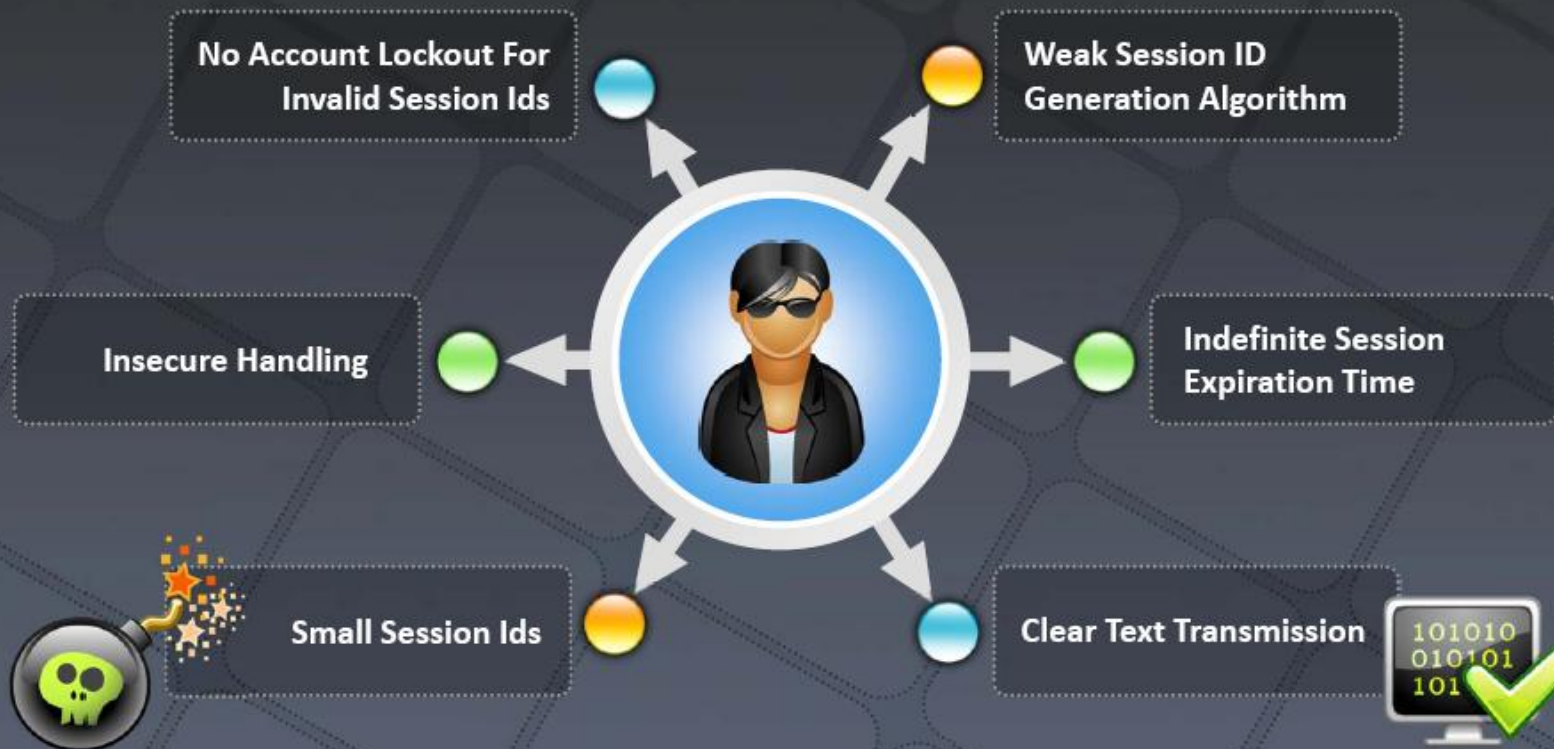 No Account Lockout For
Invalid Session Ids
Weak Session ID
Generation Algorithm
Insecure Handling
Indefinite Session
Expiration Time
Small Session Ids
Clear Text Transmission
101010
010101
101